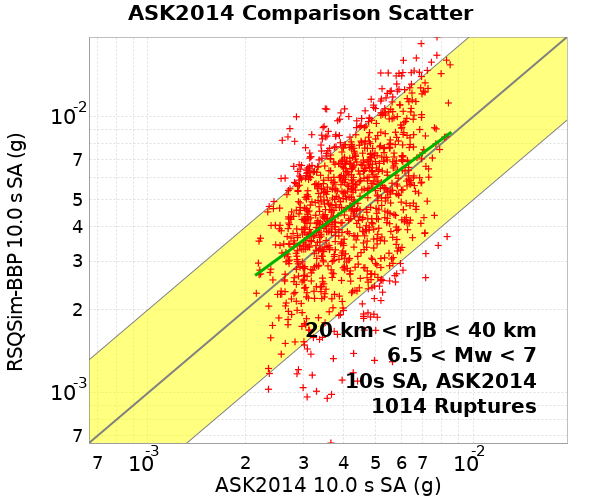 ASK2014 Comparison Scatter
RSQSim-BBP 10.0 s SA (g)
10⁻²
7
5
4
3
2
10⁻³
7
20 km < rJB < 40 km
6.5 < Mw < 7
10s SA, ASK2014
1014 Ruptures
7 10⁻³ 2 3 4 5 6 7 10⁻²
ASK2014 10.0 s SA (g)